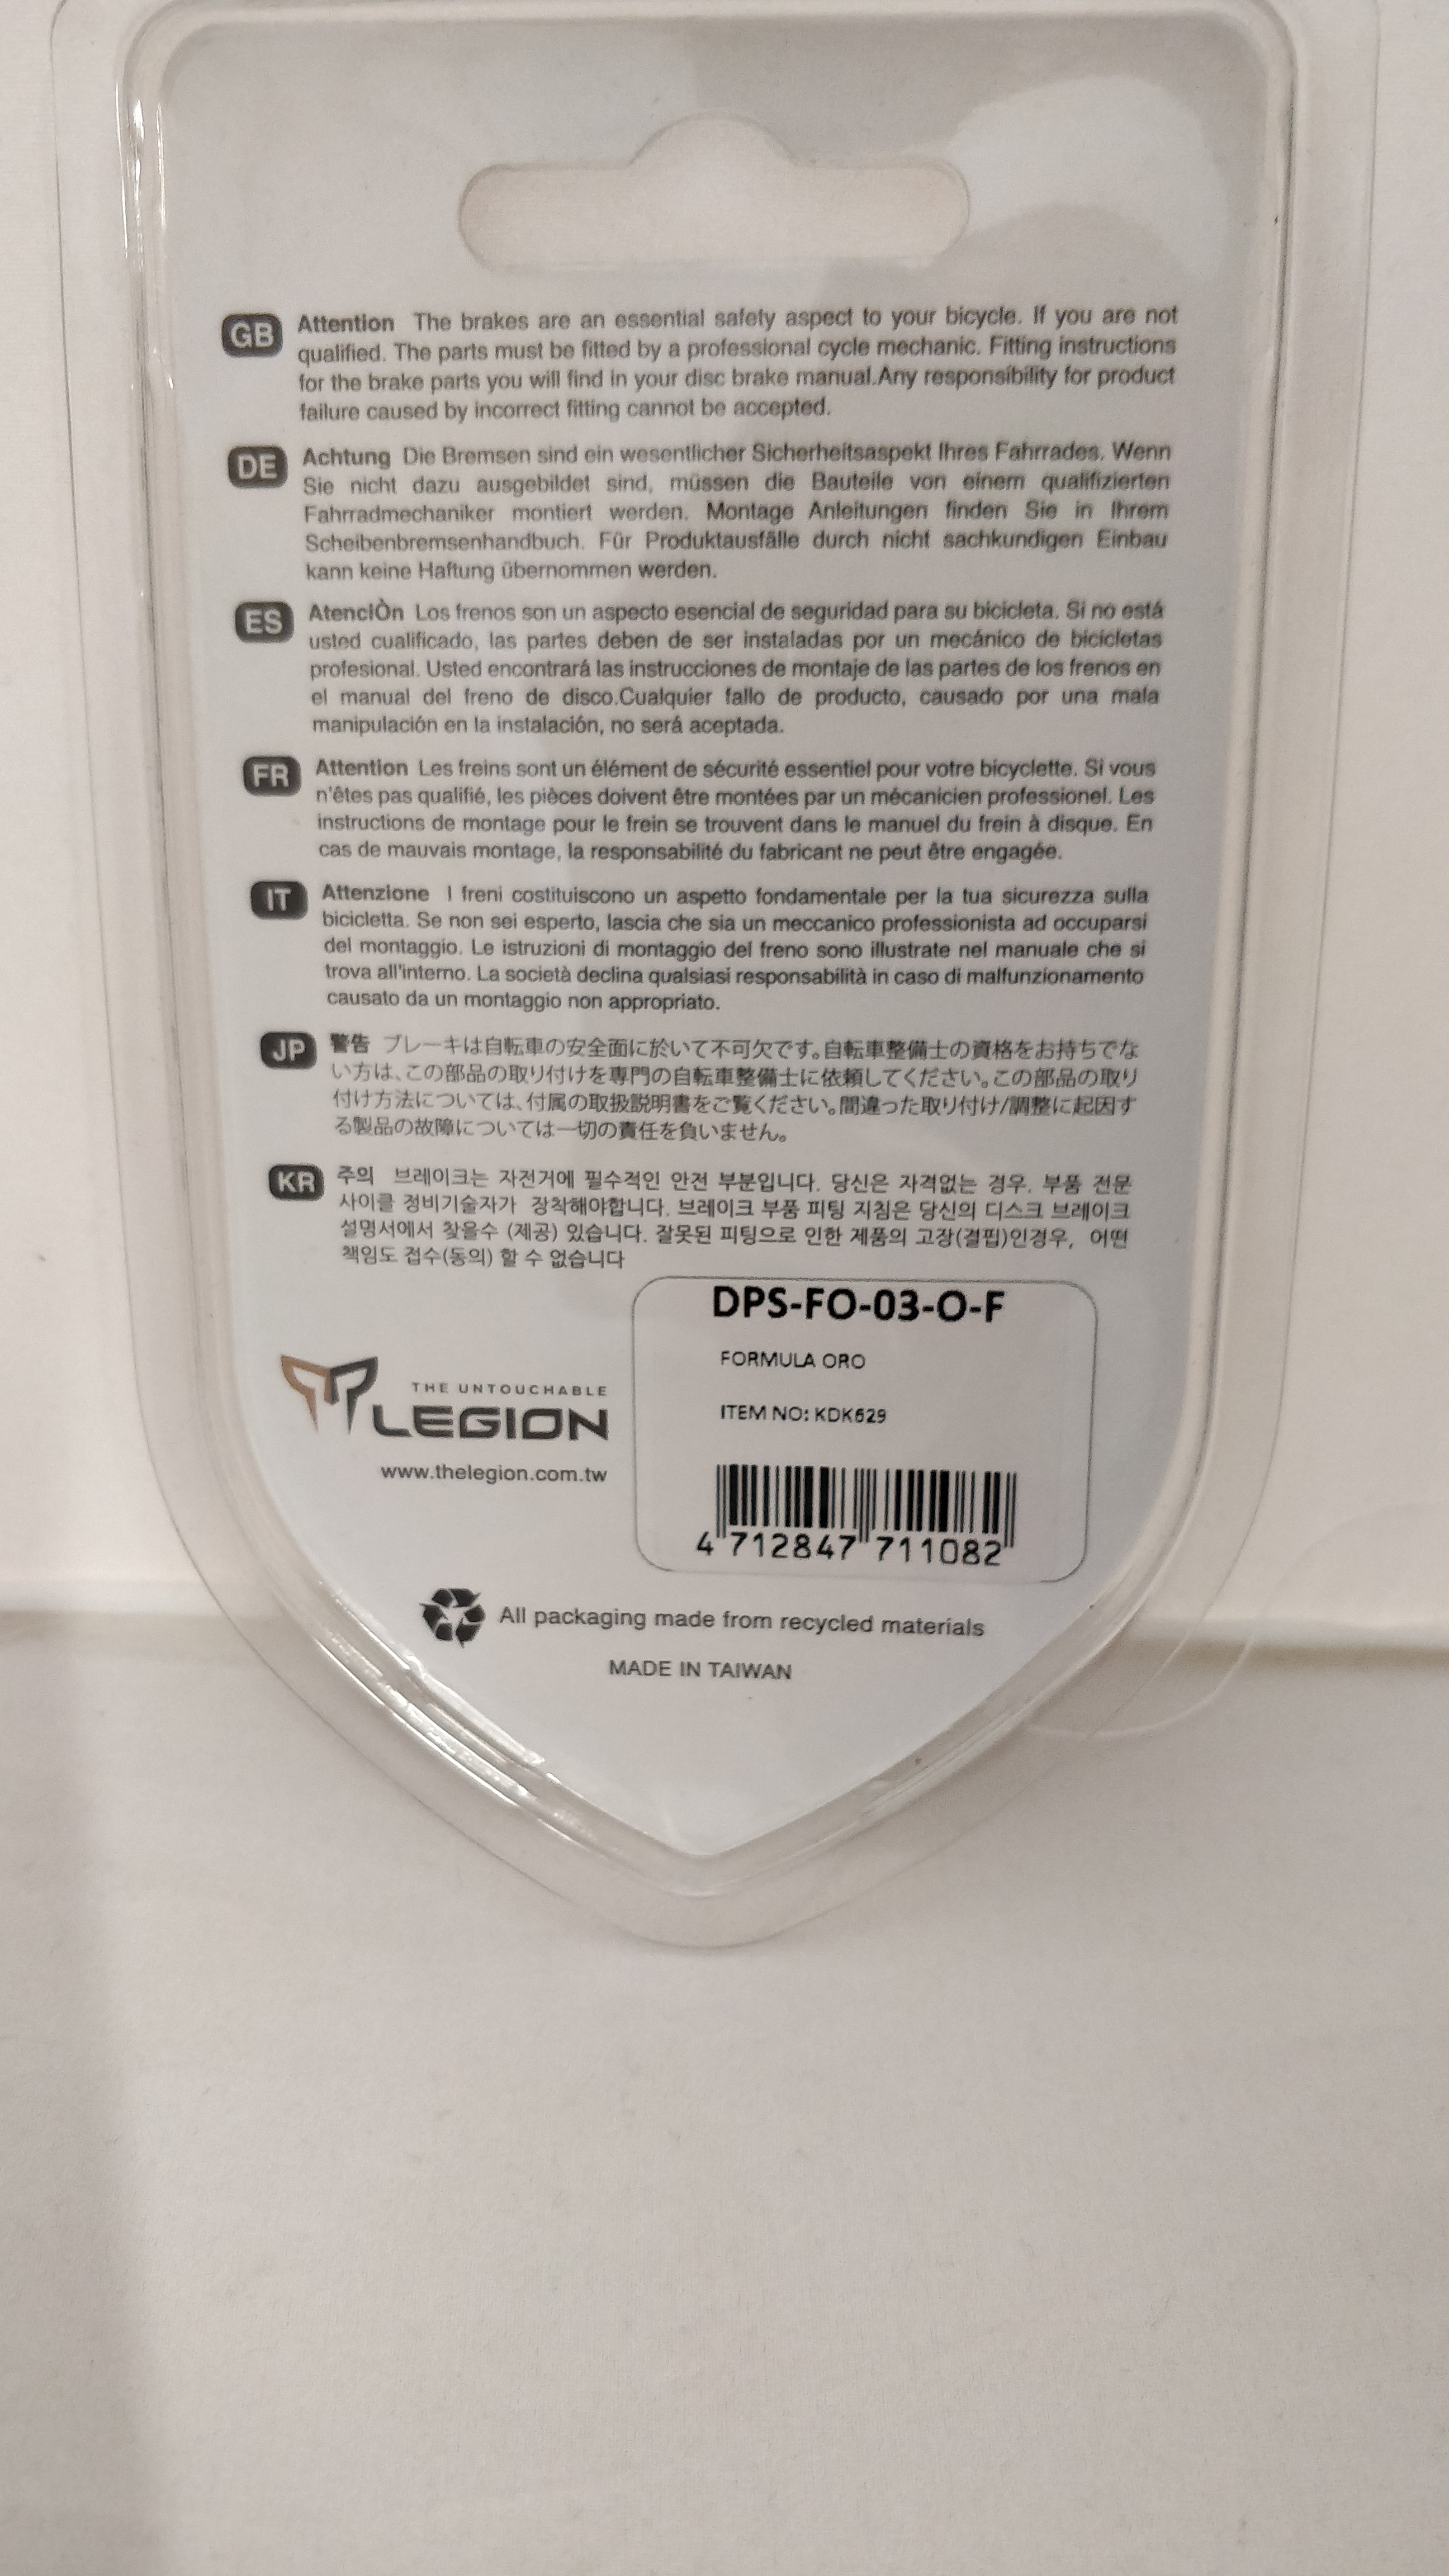 GB Attention The brakes are an essential safety aspect to your bicycle. If you are not
qualified. The parts must be fitted by a professional cycle mechanic. Fitting instructions
for the brake parts you will find in your disc brake manual.Any responsibility for product
failure caused by incorrect fitting cannot be accepted.
DE Achtung Die Bremsen sind ein wesentlicher Sicherheitsaspekt Ihres Fahrrades. Wenn
Sie nicht dazu ausgebildet sind, müssen die Bauteile von einem qualifizierten
Fahrradmechaniker montiert werden. Montage Anleitungen finden Sie in Ihrem
Scheibenbremsenhandbuch. Für Produktausfälle durch nicht sachkundigen Einbau
kann keine Haftung übernommen werden.
ES AtenciÒn Los frenos son un aspecto esencial de seguridad para su bicicleta. Si no está
usted cualificado, las partes deben de ser instaladas por un mecánico de bicicletas
profesional. Usted encontrará las instrucciones de montaje de las partes de los frenos en
el manual del freno de disco.Cualquier fallo de producto, causado por una mala
manipulación en la instalación, no será aceptada.
FR Attention Les freins sont un élément de sécurité essentiel pour votre bicyclette. Si vous
n'êtes pas qualifié, les pièces doivent être montées par un mécanicien professionel. Les
instructions de montage pour le frein se trouvent dans le manuel du frein à disque. En
cas de mauvais montage, la responsabilité du fabricant ne peut être engagée.
IT Attenzione I freni costituiscono un aspetto fondamentale per la tua sicurezza sulla
bicicletta. Se non sei esperto, lascia che sia un meccanico professionista ad occuparsi
del montaggio. Le istruzioni di montaggio del freno sono illustrate nel manuale che si
trova all'interno. La società declina qualsiasi responsabilità in caso di malfunzionamento
causato da un montaggio non appropriato.
JP 警告 ブレーキは自転車の安全面に於いて不可欠です。自転車整備士の資格をお持ちでな
い方は、この部品の取り付けを専門の自転車整備士に依頼してください。この部品の取り
付け方法については、付属の取扱説明書をご覧ください。間違った取り付け/調整に起因す
る製品の故障については一切の責任を負いません。
KR 주의 브레이크는 자전거에 필수적인 안전 부분입니다. 당신은 자격없는 경우. 부품 전문
사이클 정비기술자가 장착해야합니다. 브레이크 부품 피팅 지침은 당신의 디스크 브레이크
설명서에서 찾을수 (제공) 있습니다. 잘못된 피팅으로 인한 제품의 고장(결핍)인경우, 어떤
책임도 접수(동의) 할 수 없습니다
DPS-FO-03-O-F
FORMULA ORO
ITEM NO: KDK629
4 712847 711082
THE UNTOUCHABLE
LEGION
www.thelegion.com.tw
All packaging made from recycled materials
MADE IN TAIWAN